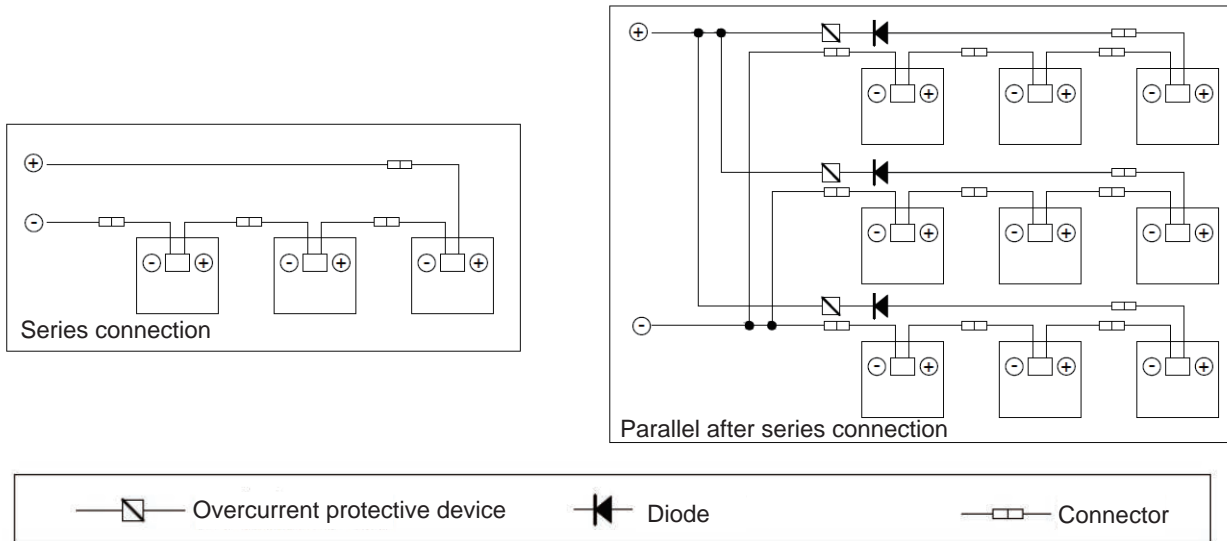 Series connection
Parallel after series connection
Overcurrent protective device
Diode
Connector